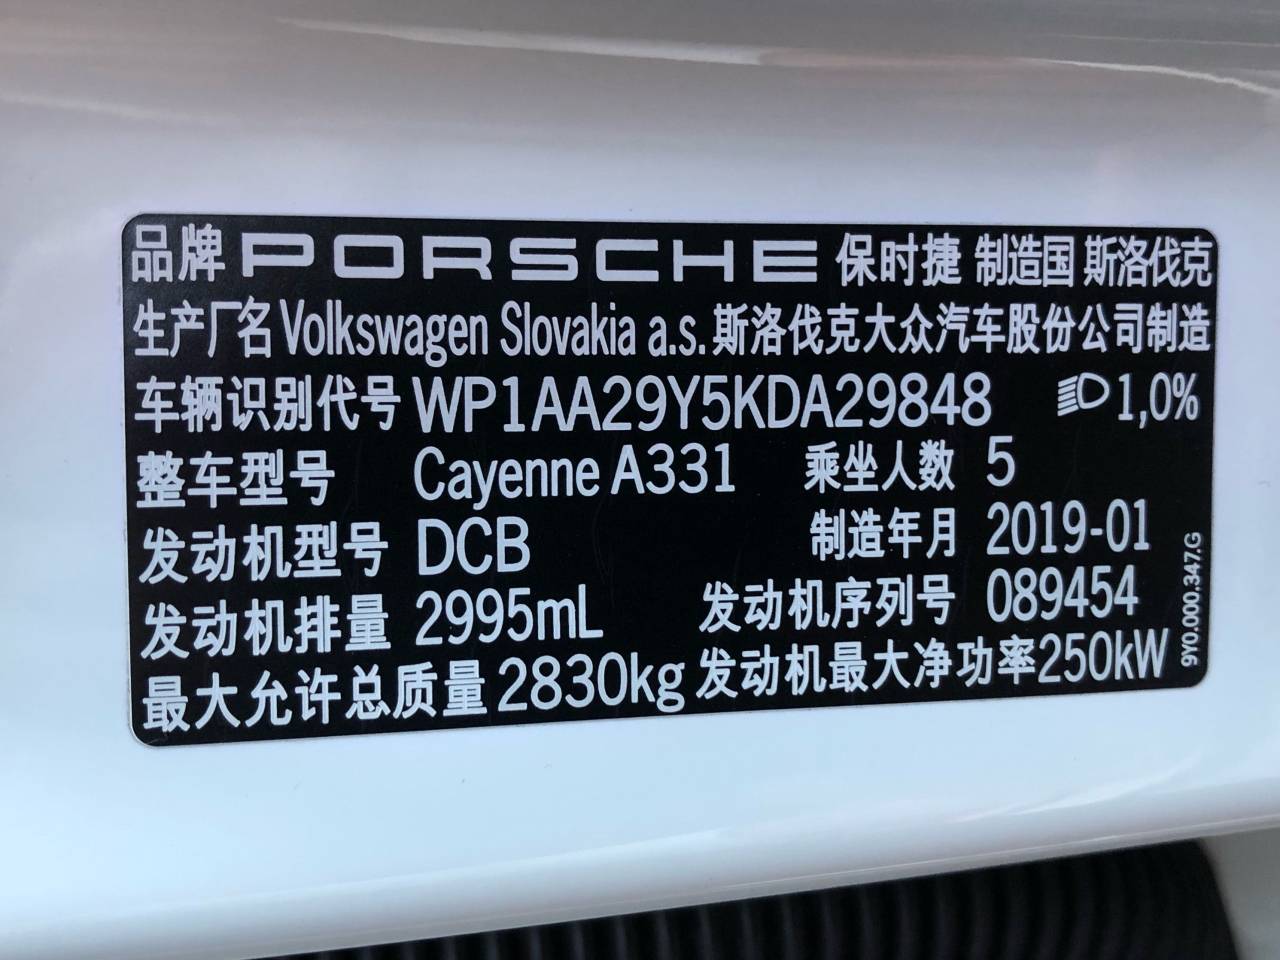 品牌 PORSCHE 保时捷 制造国 斯洛伐克
生产厂名 Volkswagen Slovakia a.s. 斯洛伐克大众汽车股份公司制造
车辆识别代号 WP1AA29Y5KDA29848 1,0%
整车型号 Cayenne A331 乘坐人数 5
发动机型号 DCB 制造年月 2019-01
发动机排量 2995mL 发动机序列号 089454
最大允许总质量 2830kg 发动机最大净功率 250kW
9Y0.000.347.G